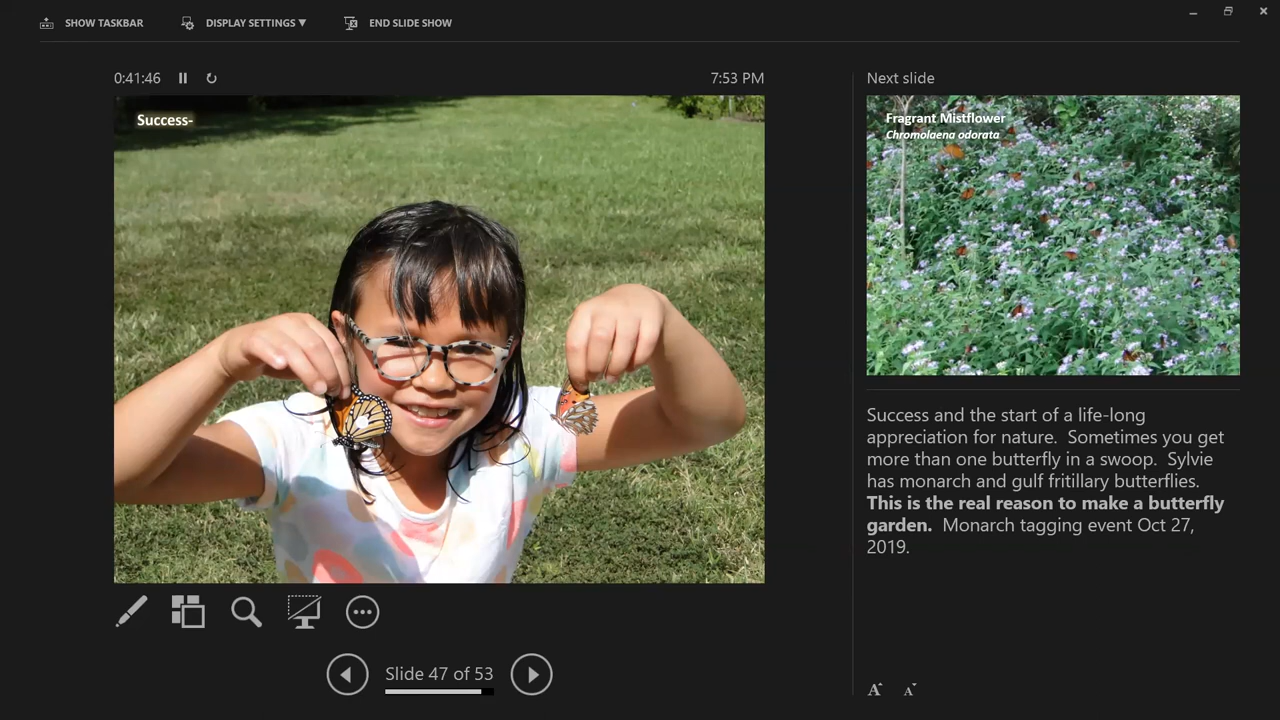 SHOW TASKBAR
DISPLAY SETTINGS ▼
END SLIDE SHOW
0:41:46
7:53 PM
Next slide
Success-
Fragrant Mistflower
Chromolaena odorata
Success and the start of a life-long
appreciation for nature.  Sometimes you get
more than one butterfly in a swoop.  Sylvie
has monarch and gulf fritillary butterflies.
This is the real reason to make a butterfly
garden.  Monarch tagging event Oct 27,
2019.
Slide 47 of 53
A A